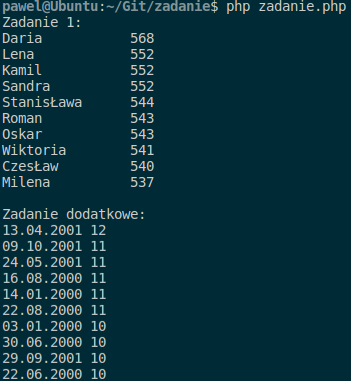 pawel@Ubuntu:~/Git/zadanie$ php zadanie.php
Zadanie 1:
Daria 568
Lena 552
Kamil 552
Sandra 552
Stanisława 544
Roman 543
Oskar 543
Wiktoria 541
Czesław 540
Milena 537
Zadanie dodatkowe:
13.04.2001 12
09.10.2001 11
24.05.2001 11
16.08.2000 11
14.01.2000 11
22.08.2000 11
03.01.2000 10
30.06.2000 10
29.09.2001 10
22.06.2000 10